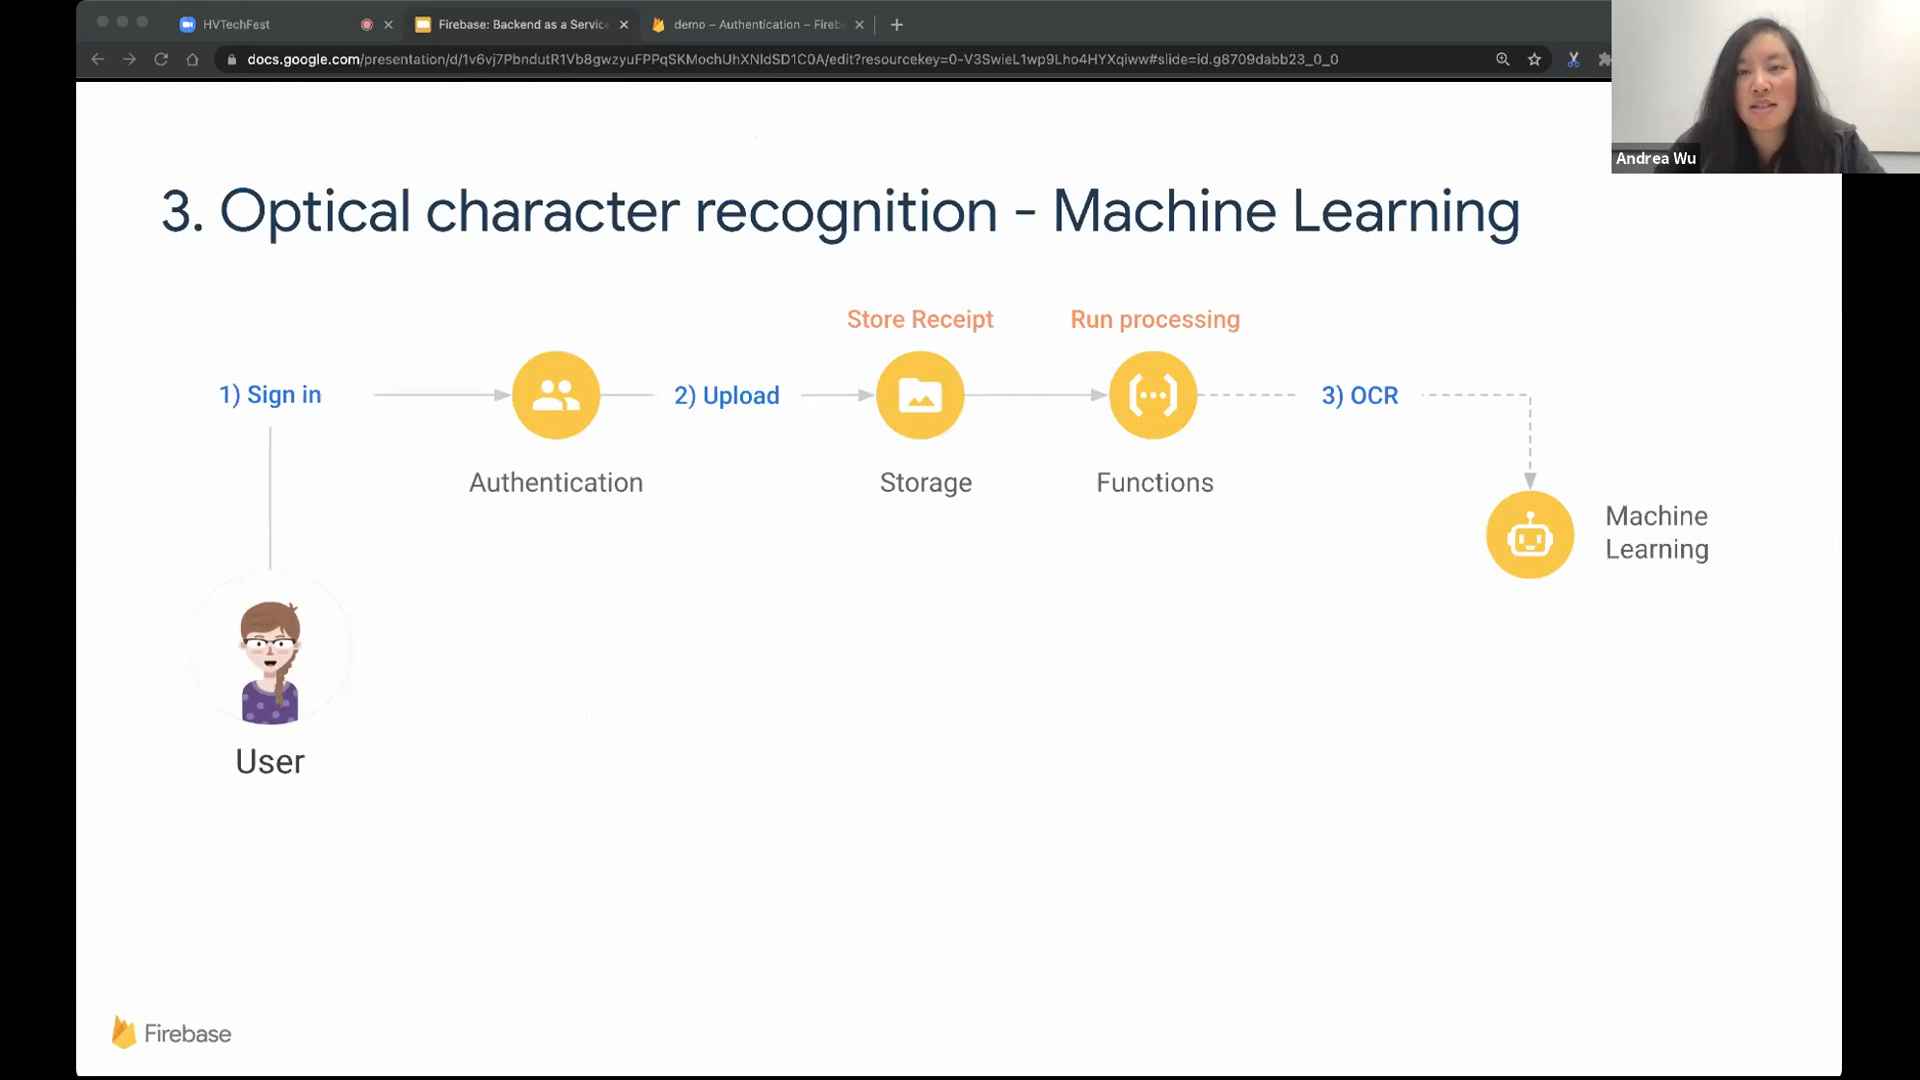 HVTechFest
Firebase: Backend as a Servic
demo – Authentication – Fireb
docs.google.com/presentation/d/1v6vj7PbndutR1Vb8gwzyuFPPqSKMochUhXNldSD1C0A/edit?resourcekey=0-V3SwieL1wp9Lho4HYXqiww#slide=id.g8709dabb23_0_0
Andrea Wu
3. Optical character recognition - Machine Learning
Store Receipt
Run processing
1) Sign in
2) Upload
3) OCR
Authentication
Storage
Functions
Machine
Learning
User
Firebase